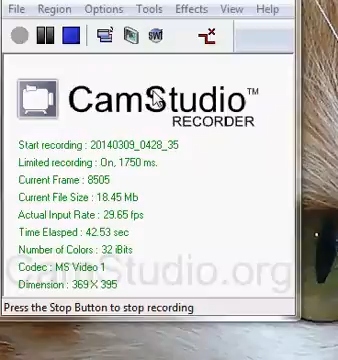 File Region Options Tools Effects View Help
CamStudio™
RECORDER
Start recording : 20140309_0428_35
Limited recording : On, 1750 ms.
Current Frame : 8505
Current File Size : 18.45 Mb
Actual Input Rate : 29.65 fps
Time Elasped : 42.53 sec
Number of Colors : 32 iBits
Codec : MS Video 1
Dimension : 369 X 395
CamStudio.org
Press the Stop Button to stop recording